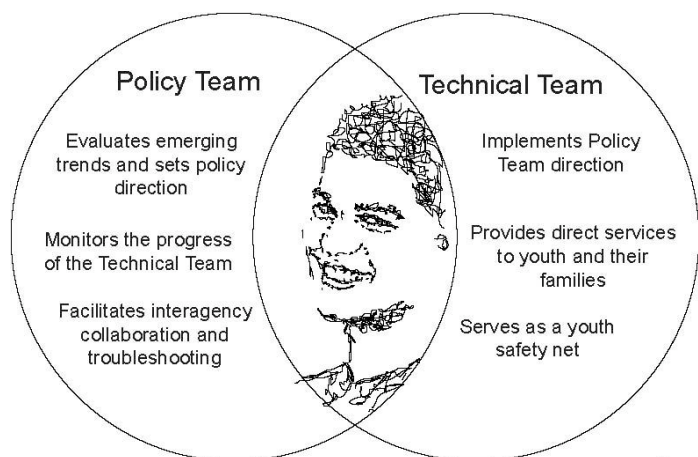 Policy Team
Evaluates emerging
trends and sets policy
direction
Monitors the progress
of the Technical Team
Facilitates interagency
collaboration and
troubleshooting
Technical Team
Implements Policy
Team direction
Provides direct services
to youth and their
families
Serves as a youth
safety net